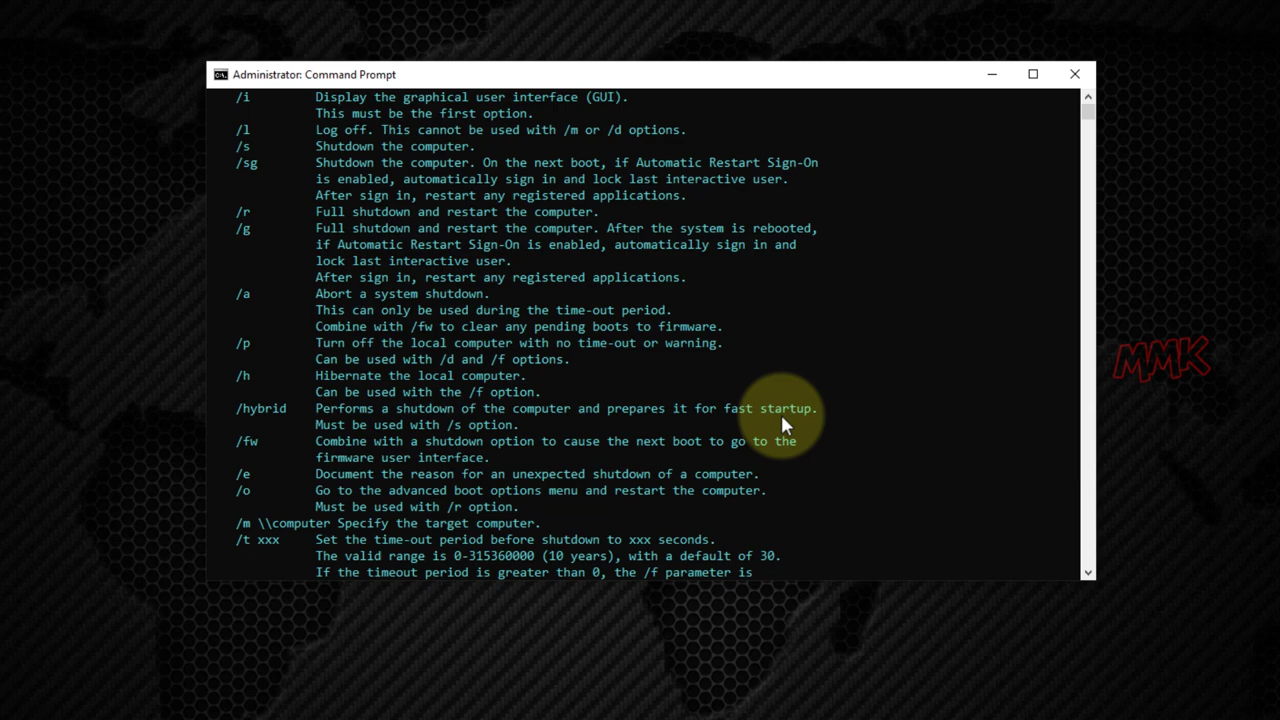 Administrator: Command Prompt
/i Display the graphical user interface (GUI).
This must be the first option.
/l Log off. This cannot be used with /m or /d options.
/s Shutdown the computer.
/sg Shutdown the computer. On the next boot, if Automatic Restart Sign-On
is enabled, automatically sign in and lock last interactive user.
After sign in, restart any registered applications.
/r Full shutdown and restart the computer.
/g Full shutdown and restart the computer. After the system is rebooted,
if Automatic Restart Sign-On is enabled, automatically sign in and
lock last interactive user.
After sign in, restart any registered applications.
/a Abort a system shutdown.
This can only be used during the time-out period.
Combine with /fw to clear any pending boots to firmware.
/p Turn off the local computer with no time-out or warning.
Can be used with /d and /f options.
/h Hibernate the local computer.
Can be used with the /f option.
/hybrid Performs a shutdown of the computer and prepares it for fast startup.
Must be used with /s option.
/fw Combine with a shutdown option to cause the next boot to go to the
firmware user interface.
/e Document the reason for an unexpected shutdown of a computer.
/o Go to the advanced boot options menu and restart the computer.
Must be used with /r option.
/m \\computer Specify the target computer.
/t xxx Set the time-out period before shutdown to xxx seconds.
The valid range is 0-315360000 (10 years), with a default of 30.
If the timeout period is greater than 0, the /f parameter is
MMK